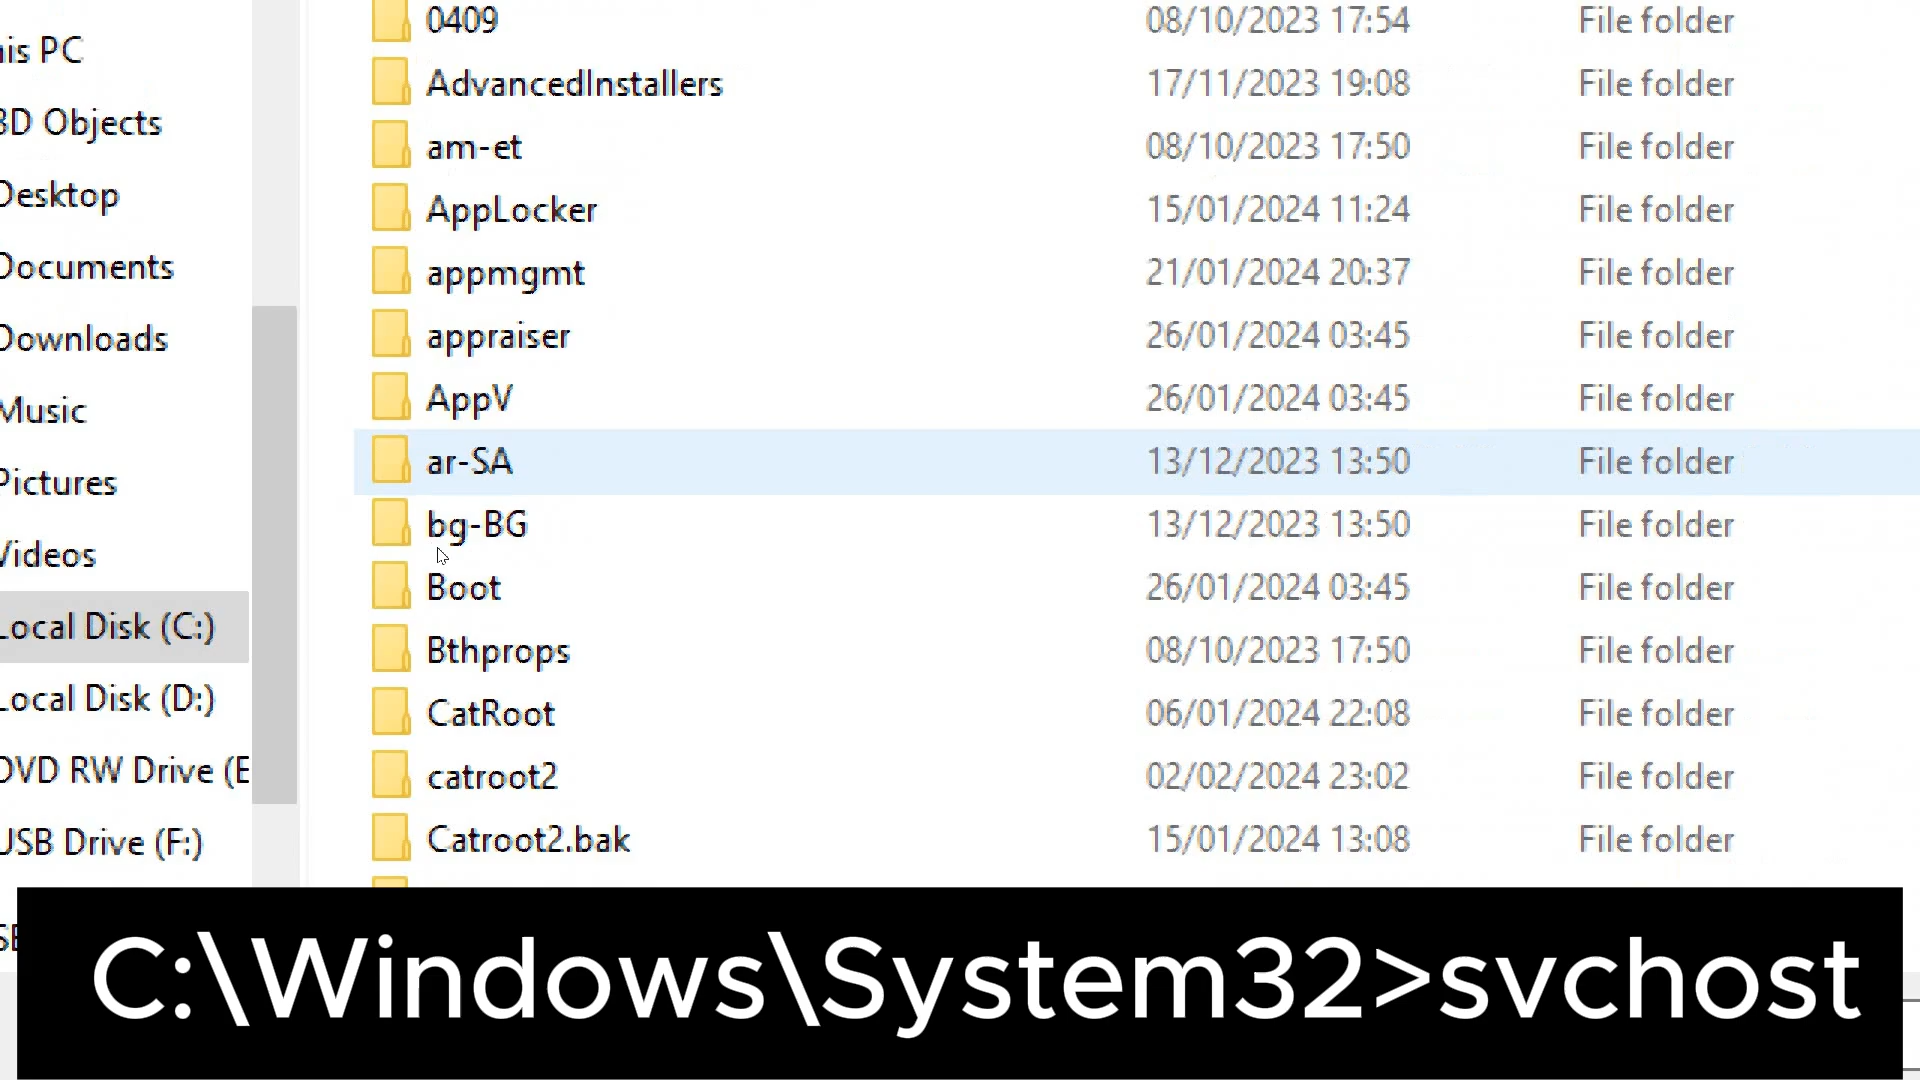 0409 08/10/2023 17:54 File folder
his PC
AdvancedInstallers 17/11/2023 19:08 File folder
3D Objects
am-et 08/10/2023 17:50 File folder
Desktop
AppLocker 15/01/2024 11:24 File folder
Documents
appmgmt 21/01/2024 20:37 File folder
Downloads
appraiser 26/01/2024 03:45 File folder
Music
AppV 26/01/2024 03:45 File folder
ar-SA 13/12/2023 13:50 File folder
Pictures
bg-BG 13/12/2023 13:50 File folder
Videos
Boot 26/01/2024 03:45 File folder
Local Disk (C:)
Bthprops 08/10/2023 17:50 File folder
Local Disk (D:)
CatRoot 06/01/2024 22:08 File folder
DVD RW Drive (E
catroot2 02/02/2024 23:02 File folder
USB Drive (F:)
Catroot2.bak 15/01/2024 13:08 File folder
C:\Windows\System32>svchost